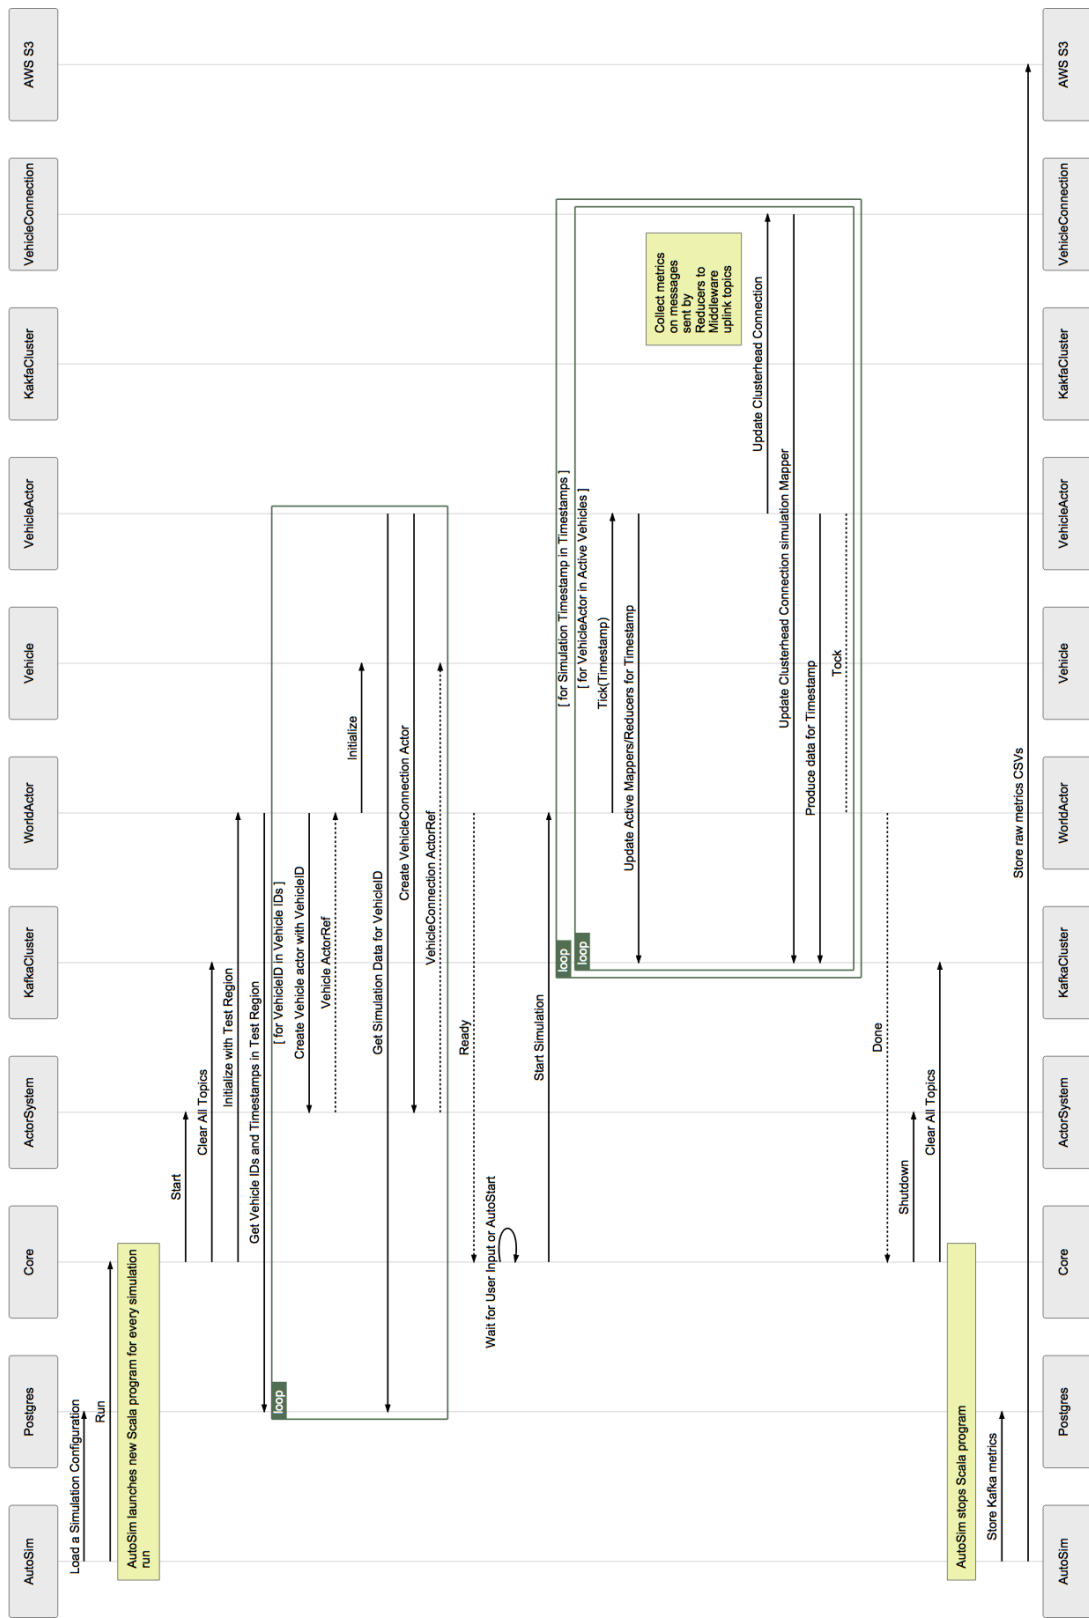 AutoSim
Postgres
Core
ActorSystem
KafkaCluster
WorldActor
Vehicle
VehicleActor
KakfaCluster
VehicleConnection
AWS S3
Load a Simulation Configuration
Run
AutoSim launches new Scala program for every simulation
run
Start
Clear All Topics
Initialize with Test Region
Get Vehicle IDs and Timestamps in Test Region
loop
[ for VehicleID in Vehicle IDs ]
Create Vehicle actor with VehicleID
Vehicle ActorRef
Initialize
Get Simulation Data for VehicleID
Create VehicleConnection Actor
VehicleConnection ActorRef
Ready
Wait for User Input or AutoStart
Start Simulation
loop
[ for Simulation Timestamp in Timestamps ]
loop
[ for VehicleActor in Active Vehicles ]
Tick(Timestamp)
Update Active Mappers/Reducers for Timestamp
Collect metrics
on messages
sent by
Reducers to
Middleware
uplink topics
Update Clusterhead Connection
Update Clusterhead Connection simulation Mapper
Produce data for Timestamp
Tock
Done
Shutdown
Clear All Topics
AutoSim stops Scala program
Store Kafka metrics
Store raw metrics CSVs
AutoSim
Postgres
Core
ActorSystem
KafkaCluster
WorldActor
Vehicle
VehicleActor
KakfaCluster
VehicleConnection
AWS S3